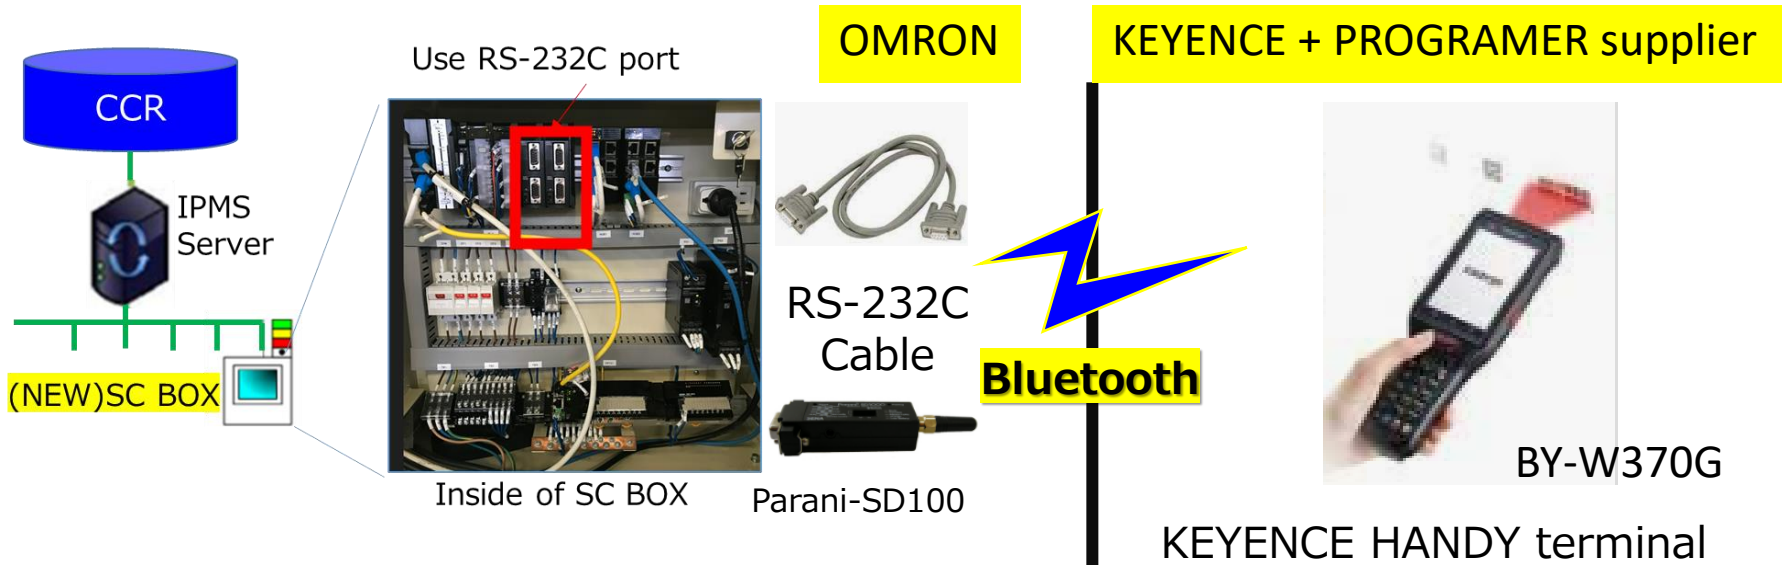 OMRON
KEYENCE + PROGRAMER supplier
Use RS-232C port
CCR
IPMS
Server
(NEW)SC BOX
RS-232C
Cable
Bluetooth
Inside of SC BOX
Parani-SD100
BY-W370G
KEYENCE HANDY terminal